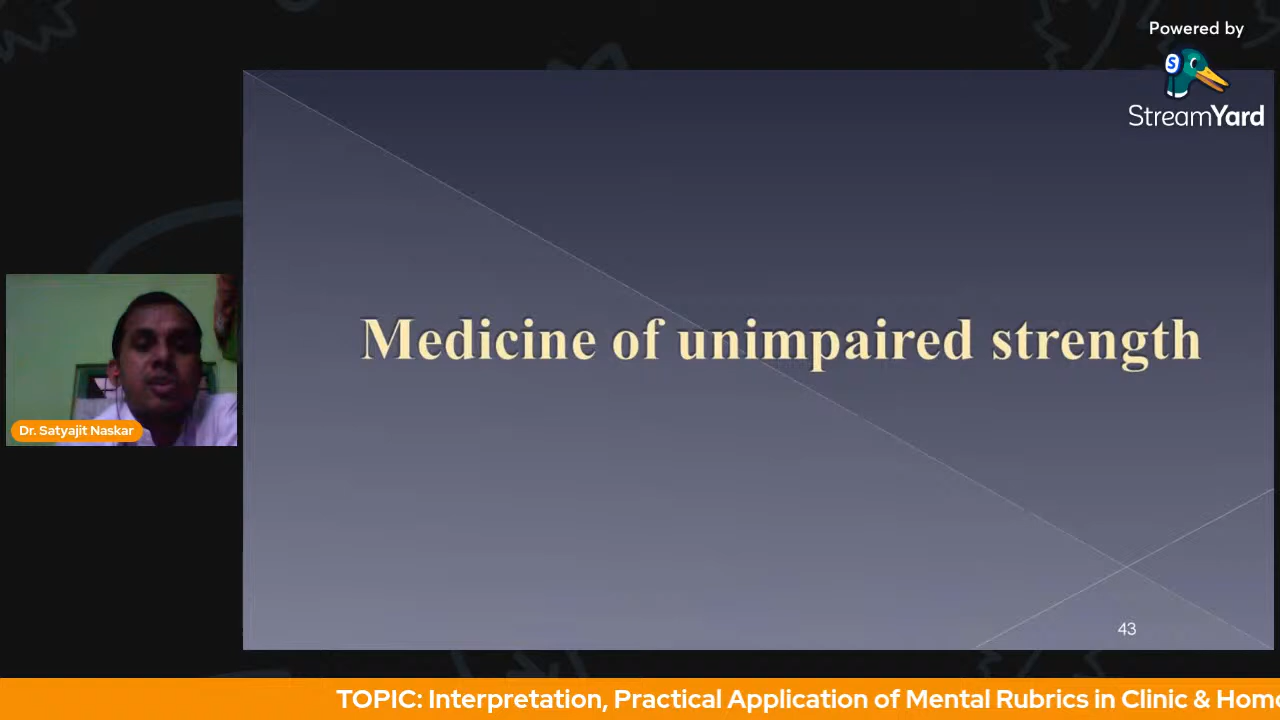 Powered by
S
StreamYard
Medicine of unimpaired strength
Dr. Satyajit Naskar
43
TOPIC: Interpretation, Practical Application of Mental Rubrics in Clinic & Home